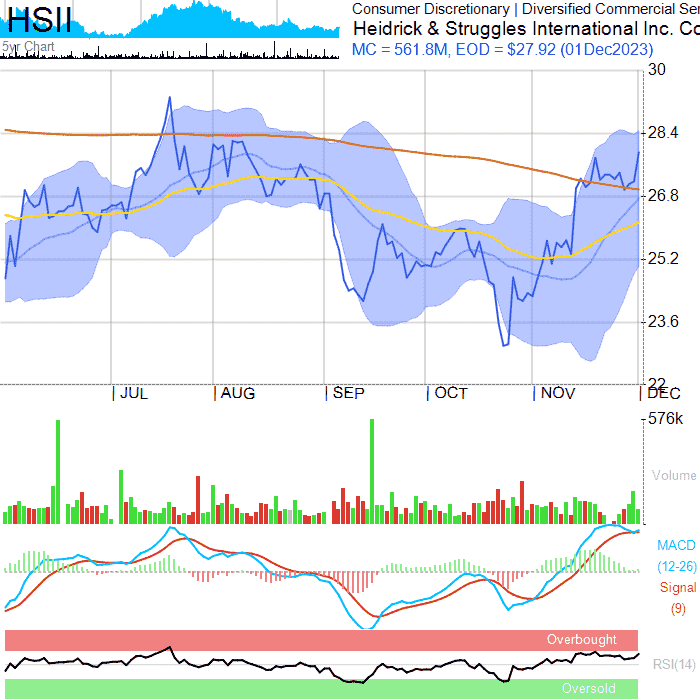 HSII
5yr Chart
Consumer Discretionary | Diversified Commercial Ser
Heidrick & Struggles International Inc. Co
MC = 561.8M, EOD = $27.92 (01Dec2023)
30
28.4
26.8
25.2
23.6
22
JUL AUG SEP OCT NOV DEC
576k
Volume
MACD
(12-26)
Signal
(9)
Overbought
RSI(14)
Oversold